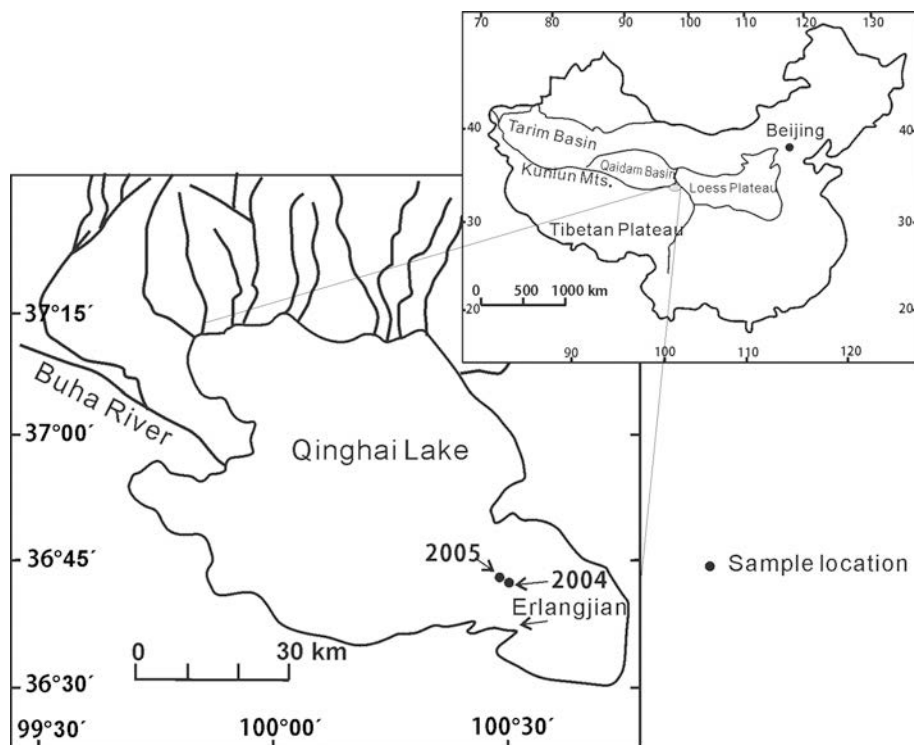 70 80 90 100 110 120 130
40
Tarim Basin
Beijing
40
Qaidam Basin
Kunlun Mts.
Loess Plateau
30
30
Tibetan Plateau
0 500 1000 km
20
20
90 100 110 120
37°15´
Buha River
37°00´
Qinghai Lake
36°45´
2005
2004
Sample location
Erlangjian
0 30 km
36°30´
99°30´ 100°00´ 100°30´